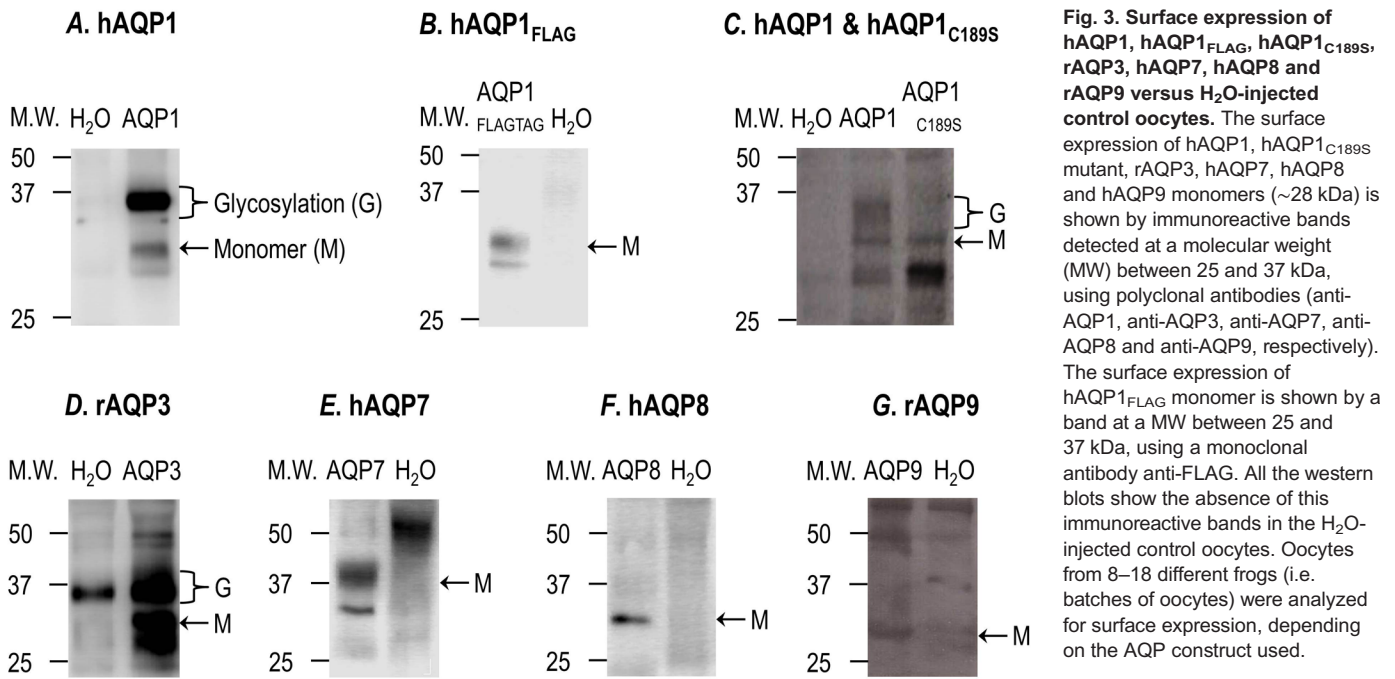 A. hAQP1
M.W. H₂O AQP1
50
37
25
Glycosylation (G)
Monomer (M)
B. hAQP1FLAG
AQP1
M.W. FLAGTAG H₂O
50
37
25
M
C. hAQP1 & hAQP1C189S
AQP1
M.W. H₂O AQP1 C189S
50
37
25
G
M
D. rAQP3
M.W. H₂O AQP3
50
37
25
G
M
E. hAQP7
M.W. AQP7 H₂O
50
37
25
M
F. hAQP8
M.W. AQP8 H₂O
50
37
25
M
G. rAQP9
M.W. AQP9 H₂O
50
37
25
M
Fig. 3. Surface expression of
hAQP1, hAQP1FLAG, hAQP1C189S,
rAQP3, hAQP7, hAQP8 and
rAQP9 versus H₂O-injected
control oocytes. The surface
expression of hAQP1, hAQP1C189S
mutant, rAQP3, hAQP7, hAQP8
and hAQP9 monomers (~28 kDa) is
shown by immunoreactive bands
detected at a molecular weight
(MW) between 25 and 37 kDa,
using polyclonal antibodies (anti-
AQP1, anti-AQP3, anti-AQP7, anti-
AQP8 and anti-AQP9, respectively).
The surface expression of
hAQP1FLAG monomer is shown by a
band at a MW between 25 and
37 kDa, using a monoclonal
antibody anti-FLAG. All the western
blots show the absence of this
immunoreactive bands in the H₂O-
injected control oocytes. Oocytes
from 8–18 different frogs (i.e.
batches of oocytes) were analyzed
for surface expression, depending
on the AQP construct used.